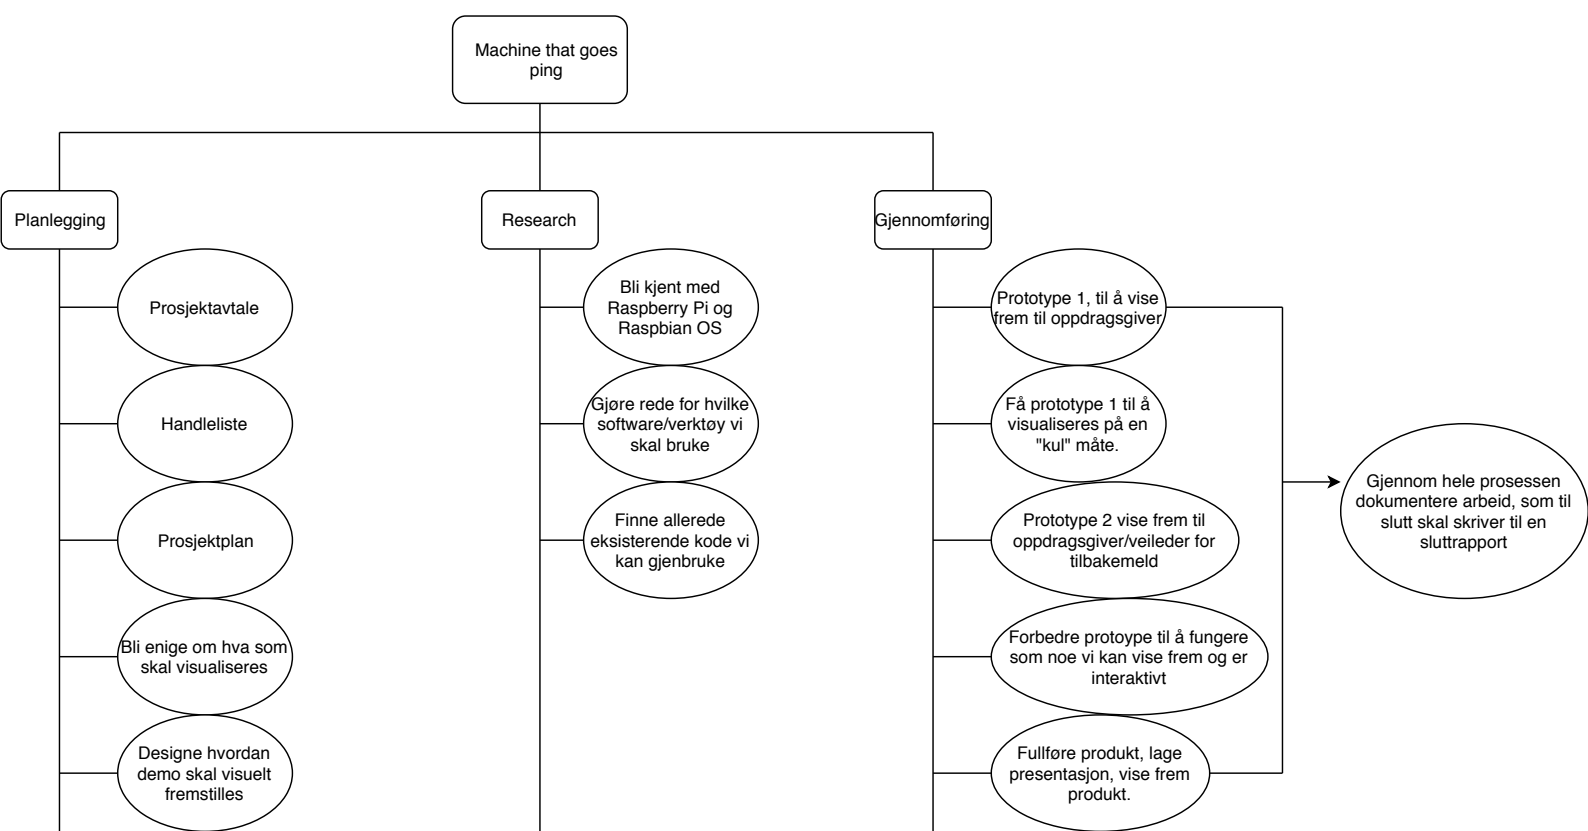 Machine that goes
ping
Planlegging
Prosjektavtale
Handleliste
Prosjektplan
Bli enige om hva som
skal visualiseres
Designe hvordan
demo skal visuelt
fremstilles
Research
Bli kjent med
Raspberry Pi og
Raspbian OS
Gjøre rede for hvilke
software/verktøy vi
skal bruke
Finne allerede
eksisterende kode vi
kan gjenbruke
Gjennomføring
Prototype 1, til å vise
frem til oppdragsgiver
Få prototype 1 til å
visualiseres på en
"kul" måte.
Prototype 2 vise frem til
oppdragsgiver/veileder for
tilbakemeld
Forbedre protoype til å fungere
som noe vi kan vise frem og er
interaktivt
Fullføre produkt, lage
presentasjon, vise frem
produkt.
Gjennom hele prosessen
dokumentere arbeid, som til
slutt skal skriver til en
sluttrapport